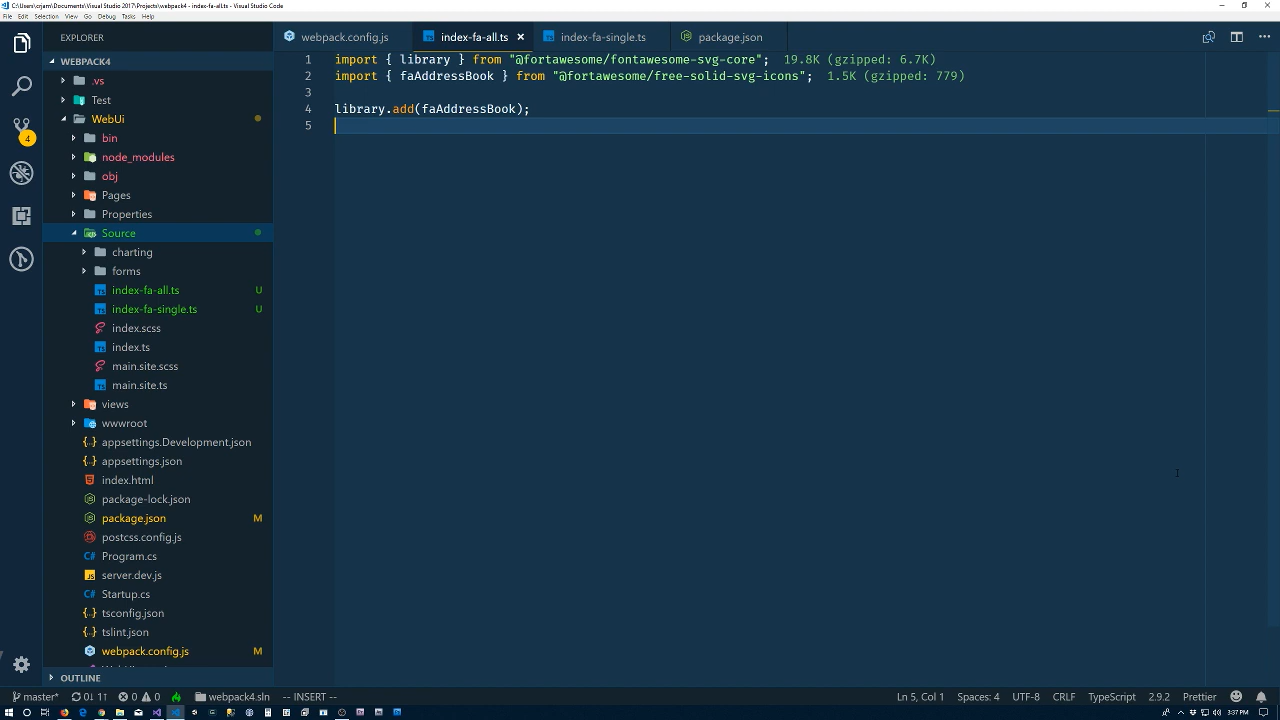 C:\Users\crjam\Documents\Visual Studio 2017\Projects\webpack4 - index-fa-all.ts - Visual Studio Code
File Edit Selection View Go Debug Tasks Help
EXPLORER
webpack.config.js
index-fa-all.ts
index-fa-single.ts
package.json
WEBPACK4
.vs
Test
WebUi
bin
node_modules
obj
Pages
Properties
Source
charting
forms
index-fa-all.ts U
index-fa-single.ts U
index.scss
index.ts
main.site.scss
main.site.ts
views
wwwroot
appsettings.Development.json
appsettings.json
index.html
package-lock.json
package.json M
postcss.config.js
Program.cs
server.dev.js
Startup.cs
tsconfig.json
tslint.json
webpack.config.js M
OUTLINE
4
1 import { library } from "@fortawesome/fontawesome-svg-core"; 19.8K (gzipped: 6.7K)
2 import { faAddressBook } from "@fortawesome/free-solid-svg-icons"; 1.5K (gzipped: 779)
3
4 library.add(faAddressBook);
5
master* 0↓ 1↑ 0 0 webpack4.sln -- INSERT -- Ln 5, Col 1 Spaces: 4 UTF-8 CRLF TypeScript 2.9.2 Prettier
3:37 PM